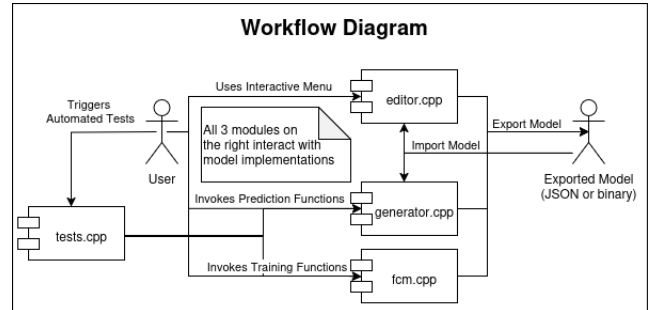 Workflow Diagram
Uses Interactive Menu
editor.cpp
Triggers
Automated Tests
All 3 modules on
the right interact with
model implementations
Export Model
Import Model
User
Exported Model
(JSON or binary)
Invokes Prediction Functions
generator.cpp
tests.cpp
Invokes Training Functions
fcm.cpp